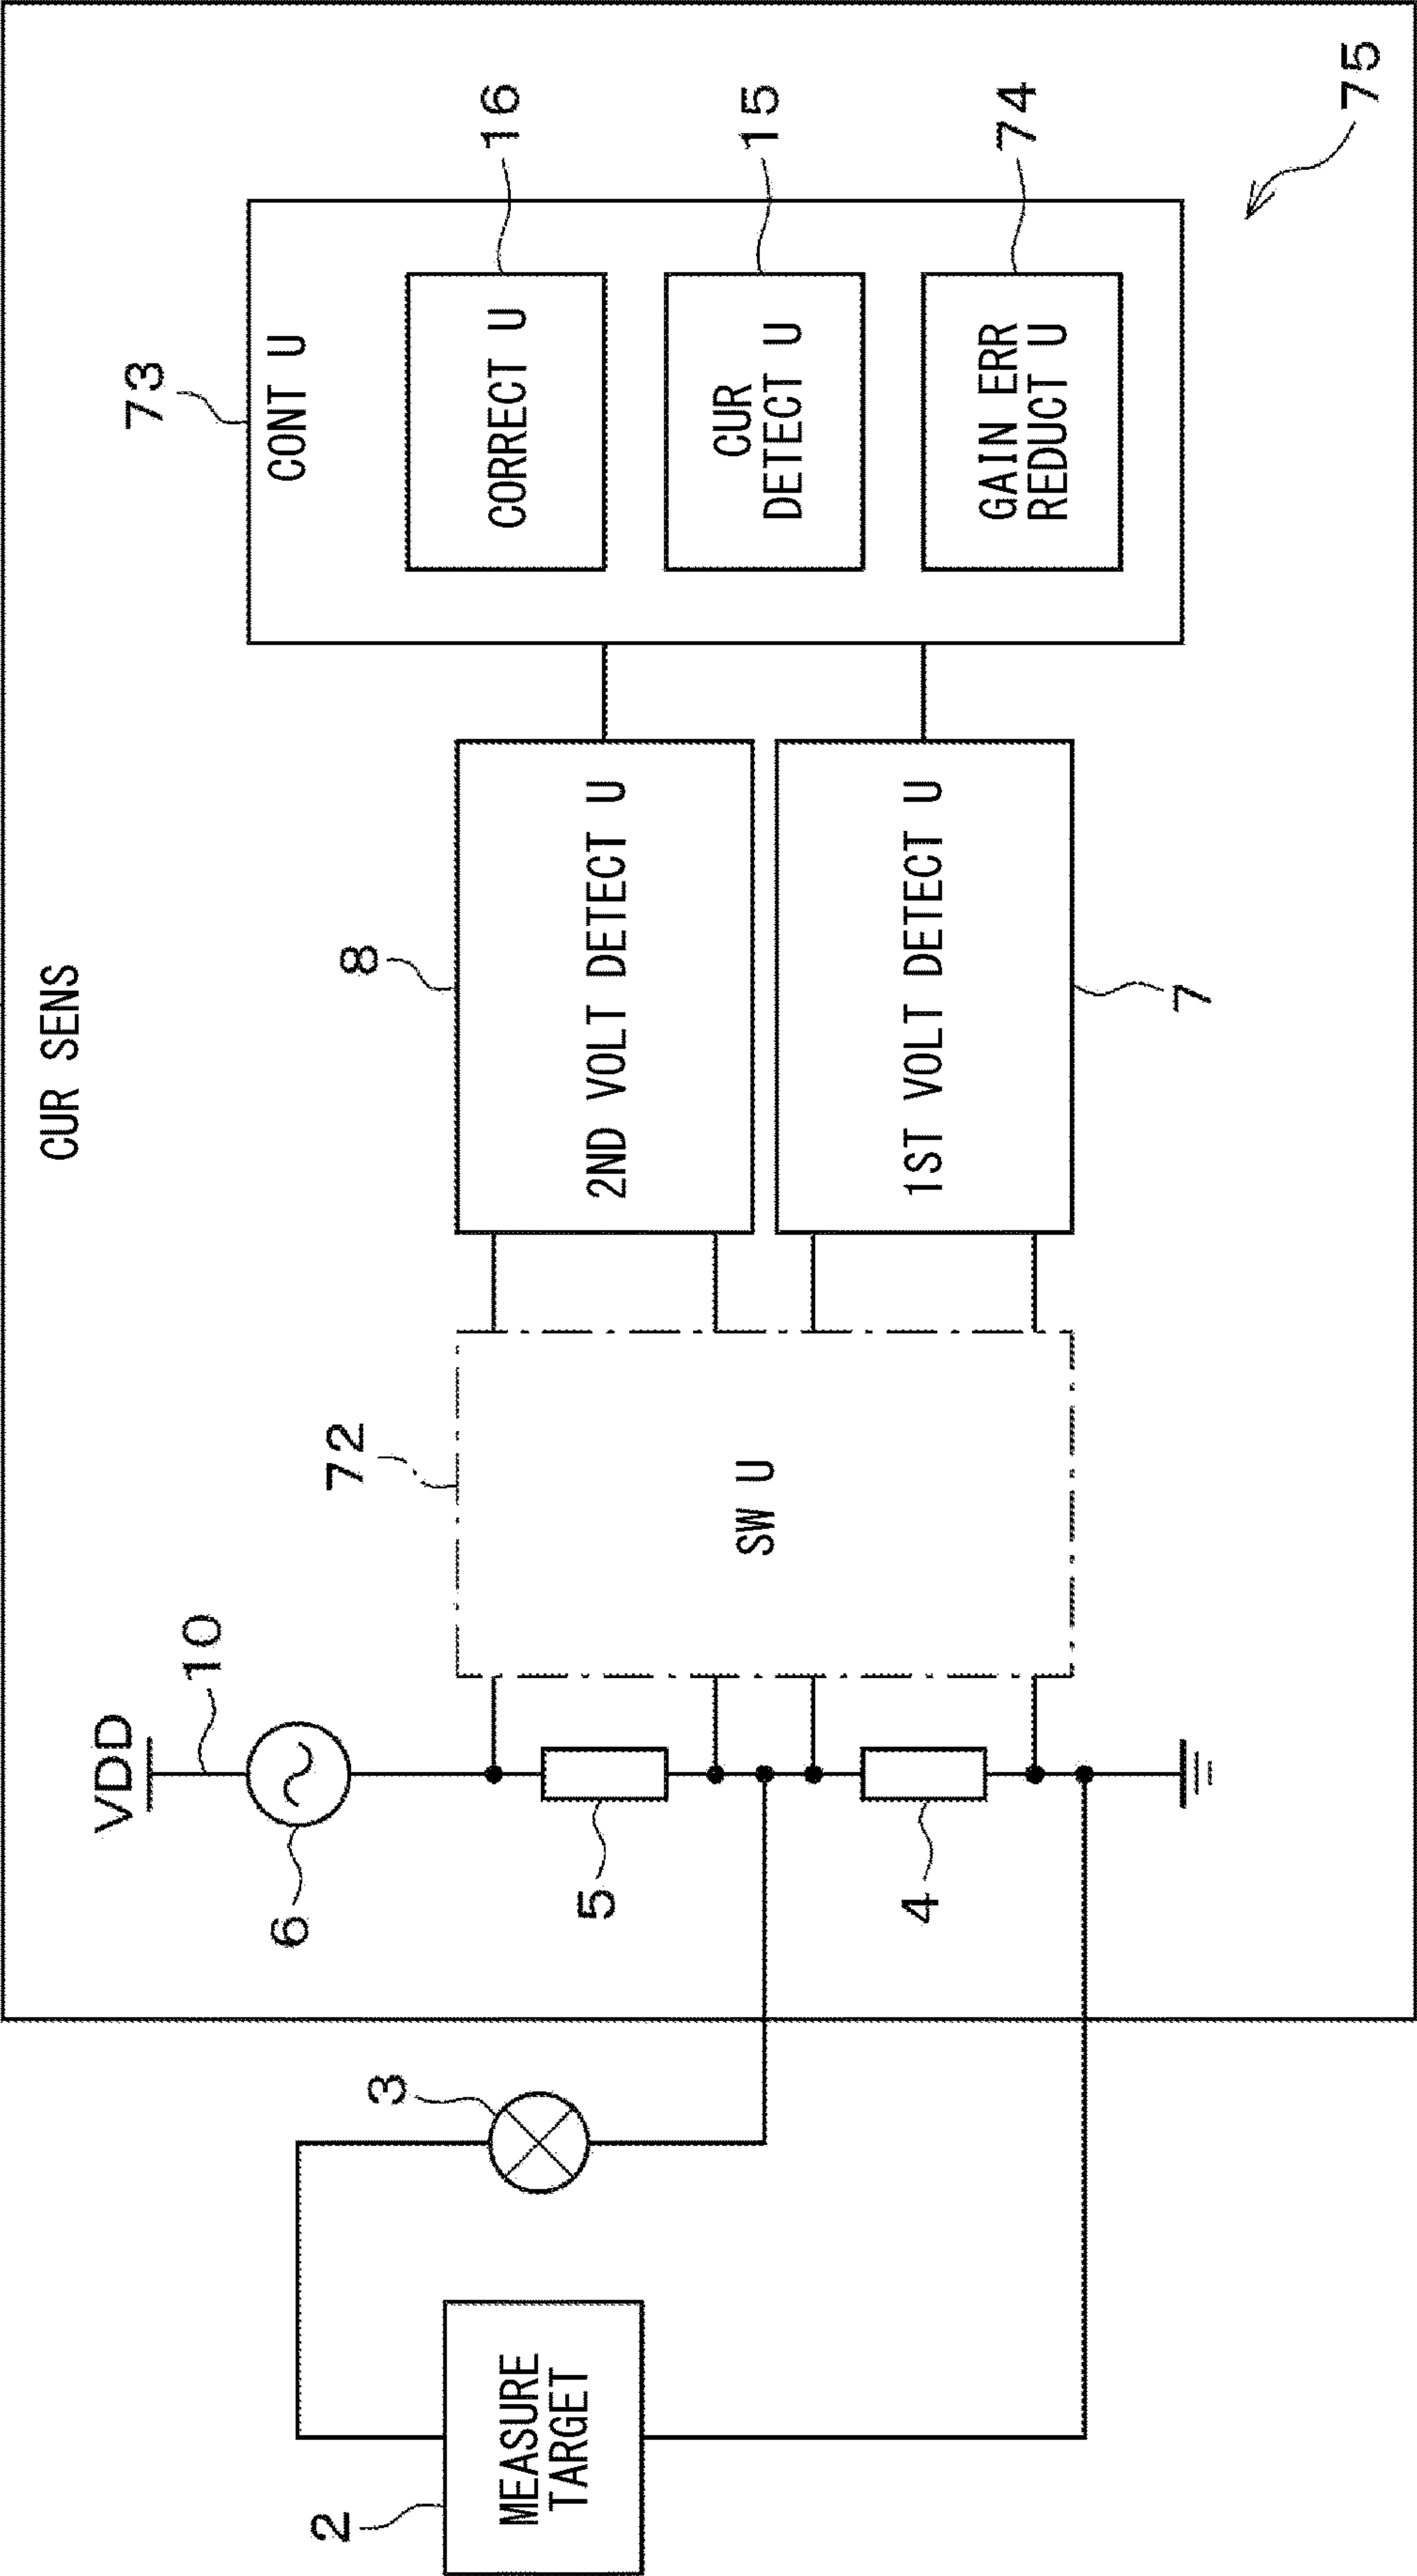 CUR SENS
75
VDD
10
6
5
4
72
SW U
8
2ND VOLT DETECT U
1ST VOLT DETECT U
7
73
CONT U
CORRECT U
16
CUR
DETECT U
15
GAIN ERR
REDUCT U
74
3
2
MEASURE
TARGET